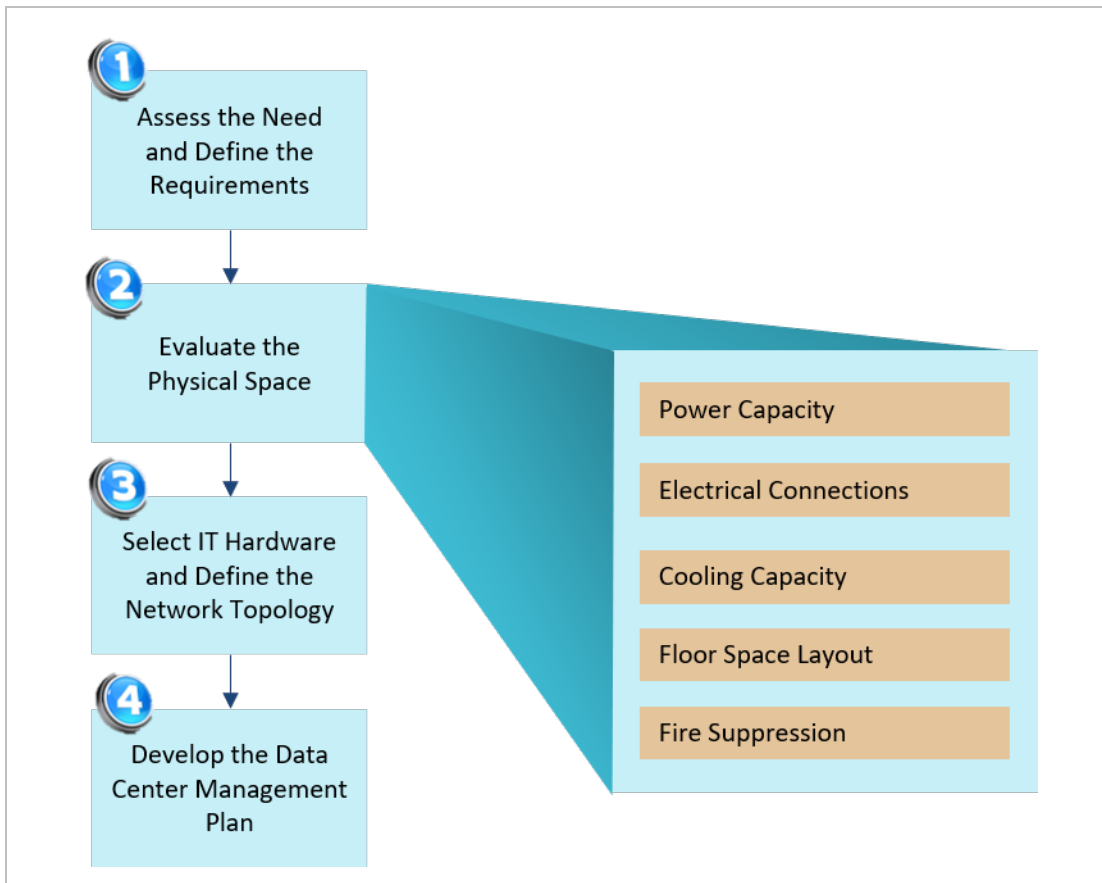 1
Assess the Need
and Define the
Requirements
2
Evaluate the
Physical Space
3
Select IT Hardware
and Define the
Network Topology
4
Develop the Data
Center Management
Plan
Power Capacity
Electrical Connections
Cooling Capacity
Floor Space Layout
Fire Suppression